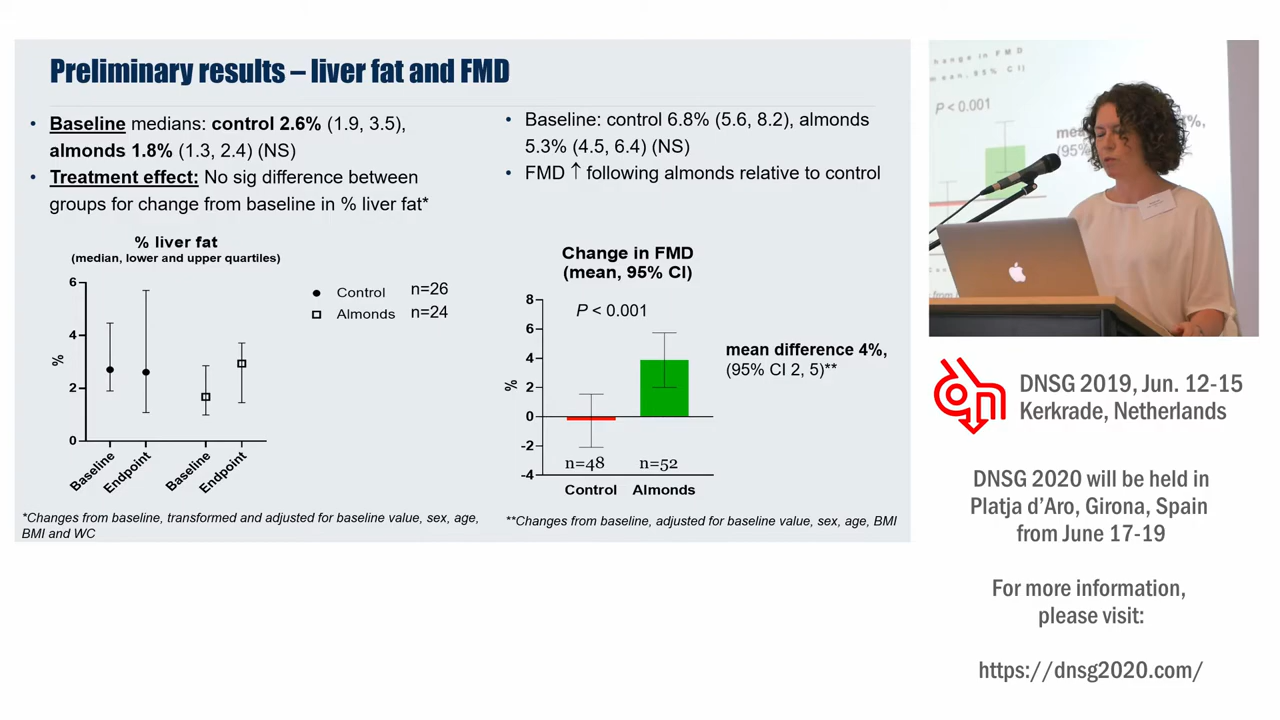 Preliminary results – liver fat and FMD
• Baseline medians: control 2.6% (1.9, 3.5),
almonds 1.8% (1.3, 2.4) (NS)
• Treatment effect: No sig difference between
groups for change from baseline in % liver fat*
% liver fat
(median, lower and upper quartiles)
6
4
2
0
%
Baseline
Endpoint
Baseline
Endpoint
Control n=26
Almonds n=24
*Changes from baseline, transformed and adjusted for baseline value, sex, age,
BMI and WC
• Baseline: control 6.8% (5.6, 8.2), almonds
5.3% (4.5, 6.4) (NS)
• FMD ↑ following almonds relative to control
Change in FMD
(mean, 95% CI)
P < 0.001
8
6
4
2
0
-2
-4
%
n=48 n=52
Control Almonds
mean difference 4%,
(95% CI 2, 5)**
**Changes from baseline, adjusted for baseline value, sex, age, BMI
hange in FMD
mean, 95% CI)
P < 0.001
DNSG 2019, Jun. 12-15
Kerkrade, Netherlands
DNSG 2020 will be held in
Platja d’Aro, Girona, Spain
from June 17-19
For more information,
please visit:
https://dnsg2020.com/